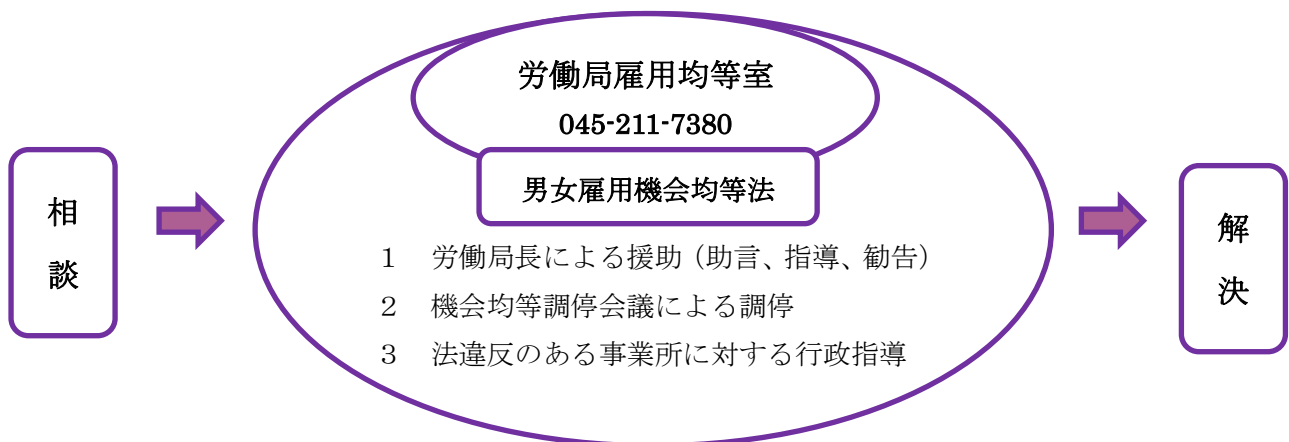 労働局雇用均等室
045-211-7380
男女雇用機会均等法
相
談
1　労働局長による援助（助言、指導、勧告）
2　機会均等調停会議による調停
3　法違反のある事業所に対する行政指導
解
決